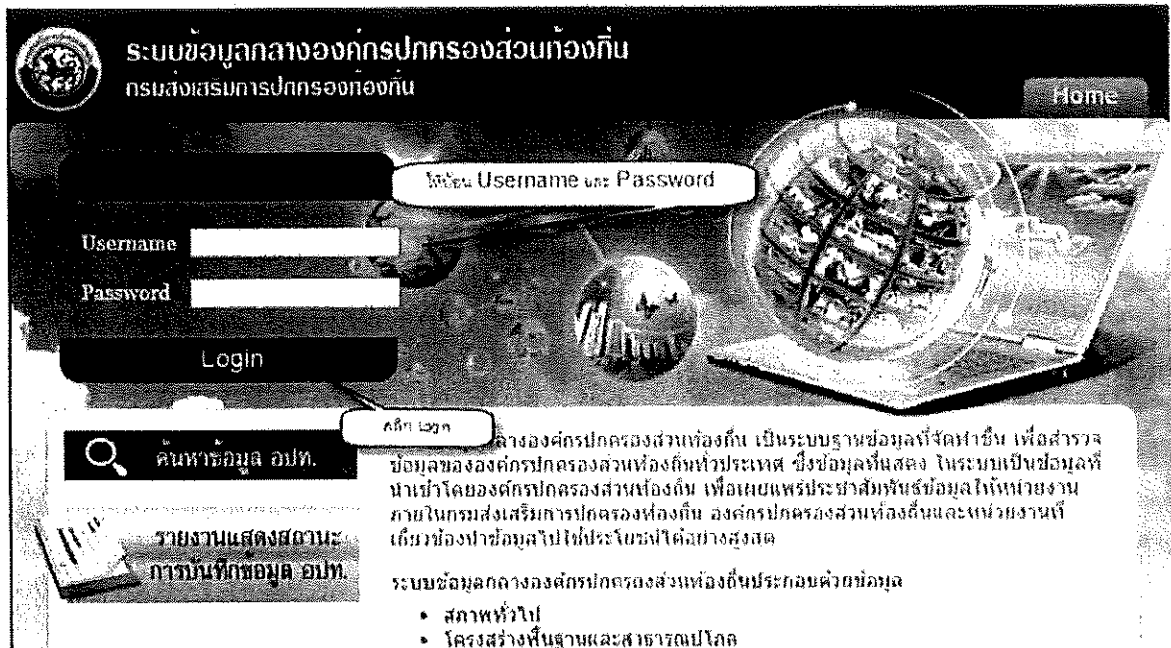 ระบบข้อมูลกลางองค์กรปกครองส่วนท้องถิ่น
กรมส่งเสริมการปกครองท้องถิ่น
Home
ให้ป้อน Username และ Password
Username
Password
Login
คลิก Login
ค้นหาข้อมูล อปท.
รายงานแสดงสถานะ
การบันทึกข้อมูล อปท.
กลางองค์กรปกครองส่วนท้องถิ่น เป็นระบบฐานข้อมูลที่จัดทำขึ้น เพื่อสำรวจ
ข้อมูลขององค์กรปกครองส่วนท้องถิ่นทั่วประเทศ ซึ่งข้อมูลที่แสดง ในระบบเป็นข้อมูลที่
นำเข้าโดยองค์กรปกครองส่วนท้องถิ่น เพื่อเผยแพร่ประชาสัมพันธ์ข้อมูลให้หน่วยงาน
ภายในกรมส่งเสริมการปกครองท้องถิ่น องค์กรปกครองส่วนท้องถิ่นและหน่วยงานที่
เกี่ยวข้องนำข้อมูลไปใช้ประโยชน์ได้อย่างสูงสุด
ระบบข้อมูลกลางองค์กรปกครองส่วนท้องถิ่นประกอบด้วยข้อมูล
• สภาพทั่วไป
• โครงสร้างพื้นฐานและสาธารณูปโภค